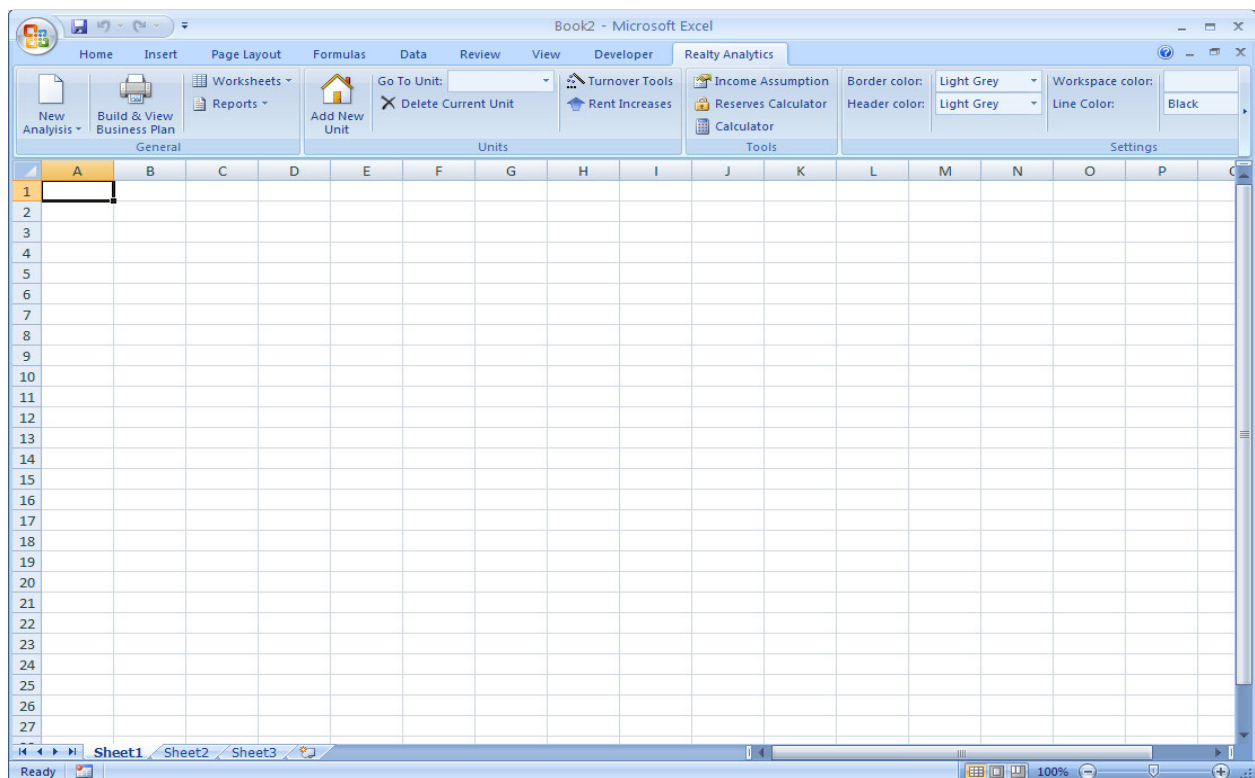 Book2 - Microsoft Excel
Home Insert Page Layout Formulas Data Review View Developer Realty Analytics
New Analyisis
Build & View Business Plan
Worksheets
Reports
General
Add New Unit
Go To Unit:
Delete Current Unit
Turnover Tools
Rent Increases
Units
Income Assumption
Reserves Calculator
Calculator
Tools
Border color: Light Grey
Header color: Light Grey
Workspace color:
Line Color: Black
Settings
A B C D E F G H I J K L M N O P
1
2
3
4
5
6
7
8
9
10
11
12
13
14
15
16
17
18
19
20
21
22
23
24
25
26
27
Sheet1 Sheet2 Sheet3
Ready 100%